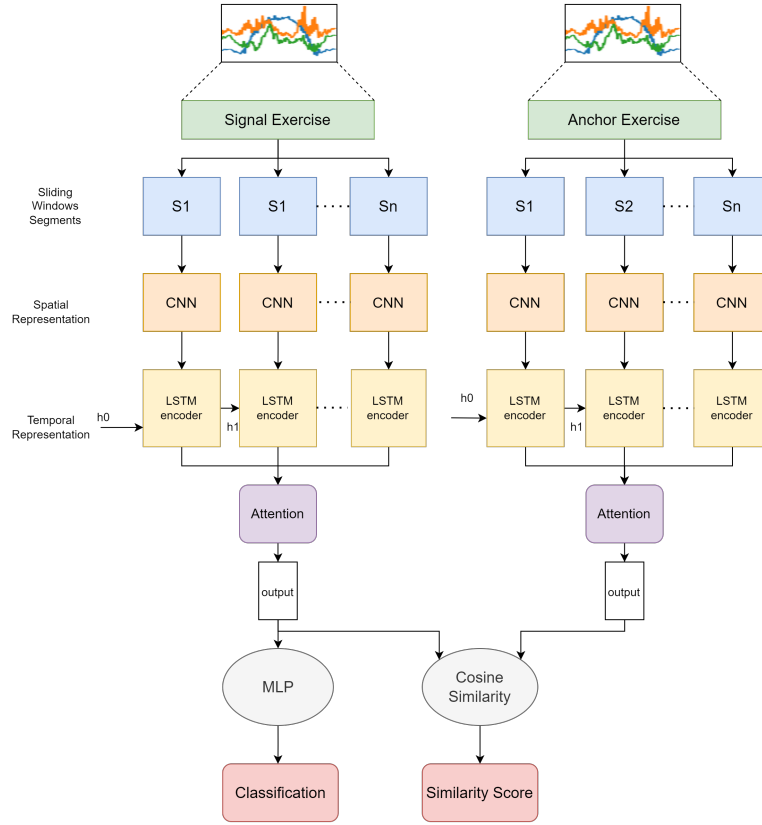 Signal Exercise
Anchor Exercise
Sliding
Windows
Segments
S1
S1
Sn
S1
S2
Sn
Spatial
Representation
CNN
CNN
CNN
CNN
CNN
CNN
Temporal
Representation
h0
LSTM
encoder
h1
LSTM
encoder
LSTM
encoder
h0
LSTM
encoder
h1
LSTM
encoder
LSTM
encoder
Attention
Attention
output
output
MLP
Cosine
Similarity
Classification
Similarity Score